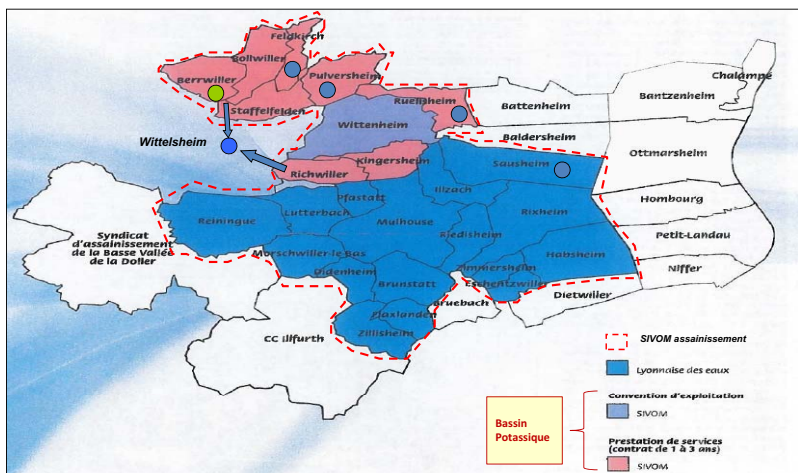 Feldkirch
Bollwiller
Berrwiller
Pulversheim
Staffelfelden
Ruelisheim
Chalampé
Bantzenheim
Battenheim
Wittenheim
Wittelsheim
Baldersheim
Ottmarsheim
Kingersheim
Sausheim
Richwiller
Illzach
Hombourg
Pfastatt
Lutterbach
Reiningue
Mulhouse
Rixheim
Petit-Landau
Riedisheim
Syndicat
d'assainissement
de la Basse Vallée
de la Doller
Morschwiller-le-Bas
Habsheim
Niffer
Didenheim
Zimmersheim
Brunstatt
Eschentzwiller
Dietwiller
Bruebach
Flaxlanden
Zillisheim
CC Illfurth
SIVOM assainissement
Lyonnaise des eaux
Convention d'exploitation
SIVOM
Bassin
Potassique
Prestation de services
(contrat de 1 à 3 ans)
SIVOM